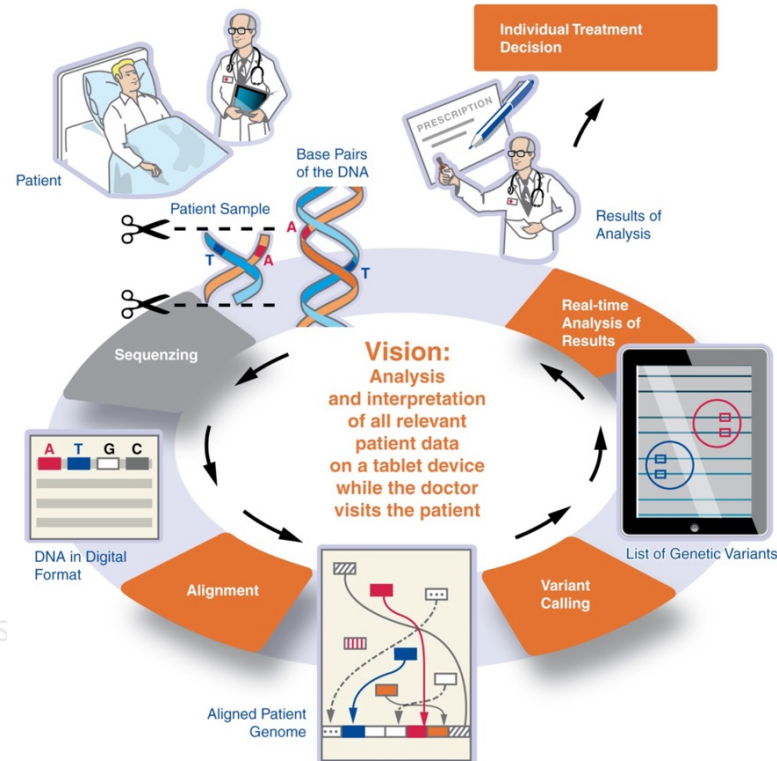 Individual Treatment
Decision
PRESCRIPTION
Patient
Base Pairs
of the DNA
Patient Sample
Results of
Analysis
A
T
A
T
Sequenzing
Real-time
Analysis of
Results
Vision:
Analysis
and interpretation
of all relevant
patient data
on a tablet device
while the doctor
visits the patient
A T G C
DNA in Digital
Format
List of Genetic Variants
Alignment
Variant
Calling
S
Aligned Patient
Genome